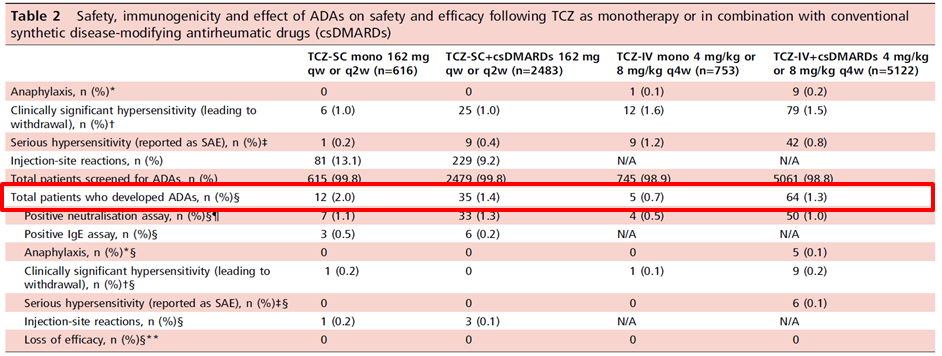 Table 2 Safety, immunogenicity and effect of ADAs on safety and efficacy following TCZ as monotherapy or in combination with conventional
synthetic disease-modifying antirheumatic drugs (csDMARDs)
TCZ-SC mono 162 mg TCZ-SC+csDMARDs 162 mg TCZ-IV mono 4 mg/kg or TCZ-IV+csDMARDs 4 mg/kg
qw or q2w (n=616) qw or q2w (n=2483) 8 mg/kg q4w (n=753) or 8 mg/kg q4w (n=5122)
Anaphylaxis, n (%)* 0 0 1 (0.1) 9 (0.2)
Clinically significant hypersensitivity (leading to 6 (1.0) 25 (1.0) 12 (1.6) 79 (1.5)
withdrawal), n (%)†
Serious hypersensitivity (reported as SAE), n (%)‡ 1 (0.2) 9 (0.4) 9 (1.2) 42 (0.8)
Injection-site reactions, n (%) 81 (13.1) 229 (9.2) N/A N/A
Total patients screened for ADAs, n (%) 615 (99.8) 2479 (99.8) 745 (98.9) 5061 (98.8)
Total patients who developed ADAs, n (%)§ 12 (2.0) 35 (1.4) 5 (0.7) 64 (1.3)
Positive neutralisation assay, n (%)§¶ 7 (1.1) 33 (1.3) 4 (0.5) 50 (1.0)
Positive IgE assay, n (%)§ 3 (0.5) 6 (0.2) N/A N/A
Anaphylaxis, n (%)*§ 0 0 0 5 (0.1)
Clinically significant hypersensitivity (leading to 1 (0.2) 0 1 (0.1) 9 (0.2)
withdrawal), n (%)†§
Serious hypersensitivity (reported as SAE), n (%)‡§ 0 0 0 6 (0.1)
Injection-site reactions, n (%)§ 1 (0.2) 3 (0.1) N/A N/A
Loss of efficacy, n (%)§** 0 0 0 0